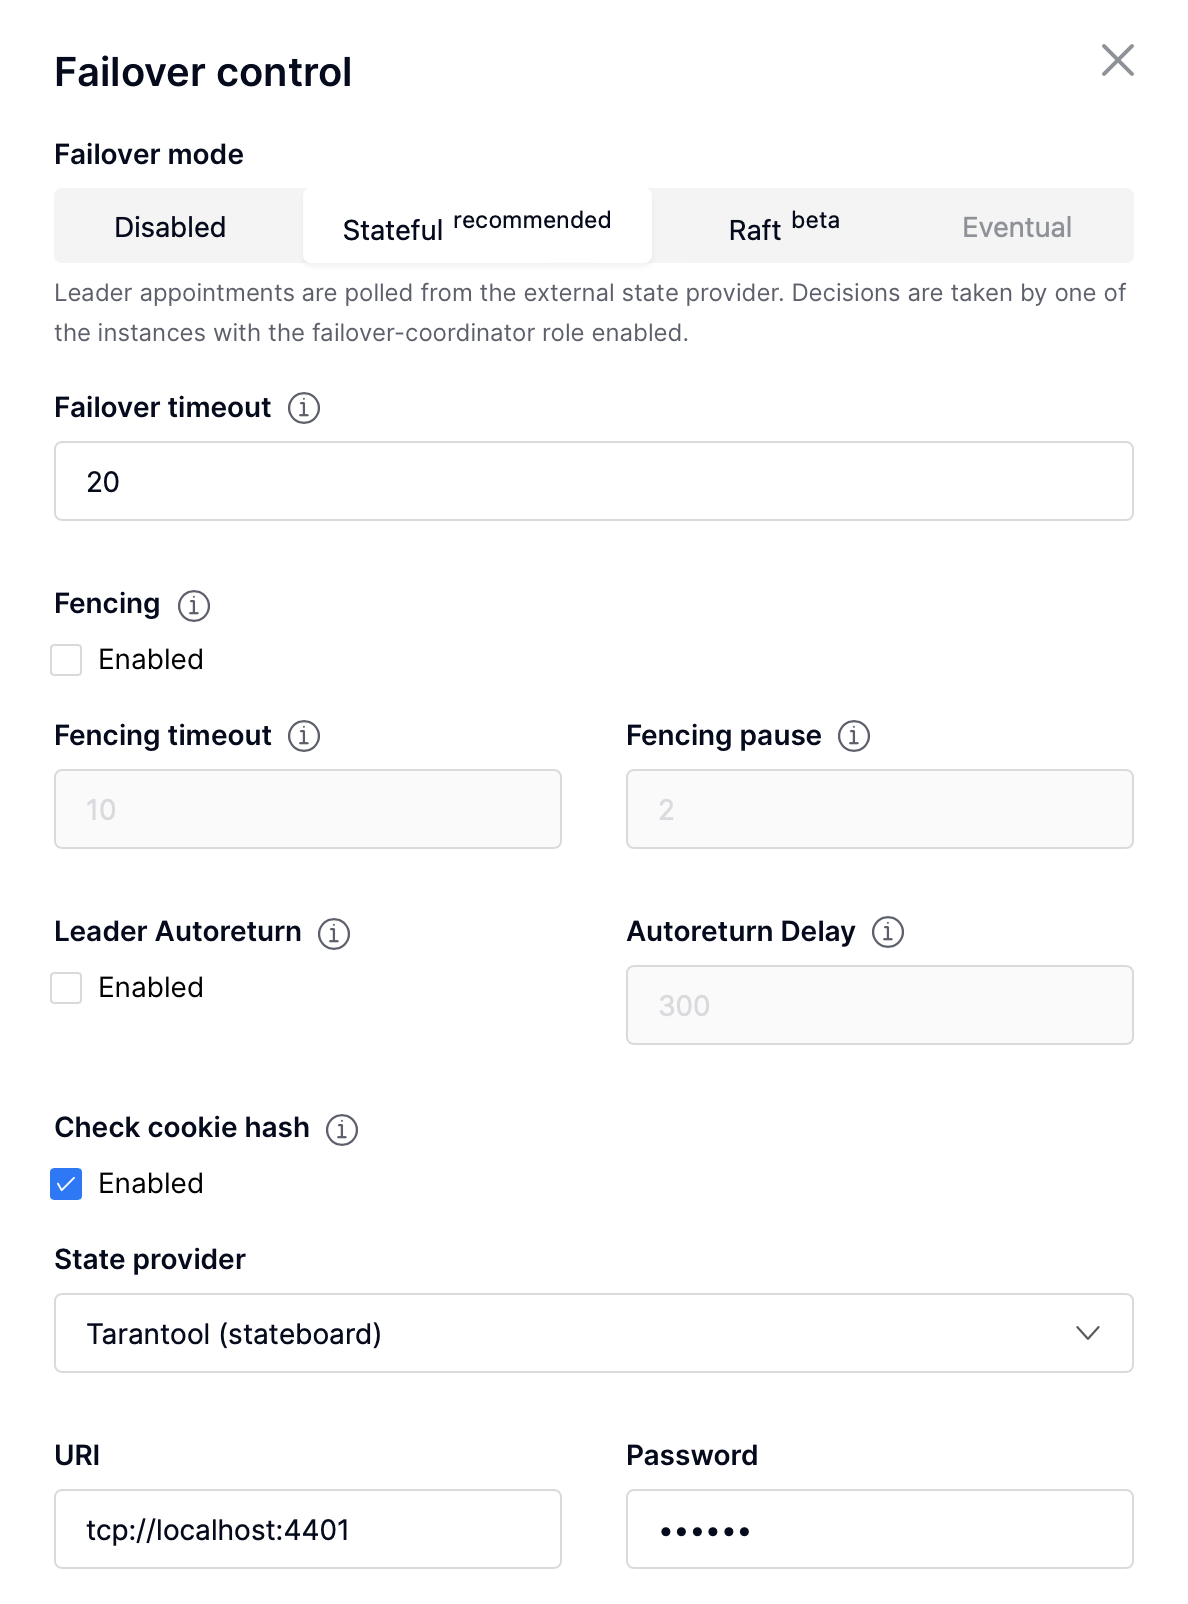 Failover control
Failover mode
Disabled Stateful recommended Raft beta Eventual
Leader appointments are polled from the external state provider. Decisions are taken by one of
the instances with the failover-coordinator role enabled.
Failover timeout
20
Fencing
Enabled
Fencing timeout Fencing pause
10 2
Leader Autoreturn Autoreturn Delay
Enabled
300
Check cookie hash
Enabled
State provider
Tarantool (stateboard)
URI Password
tcp://localhost:4401 ••••••